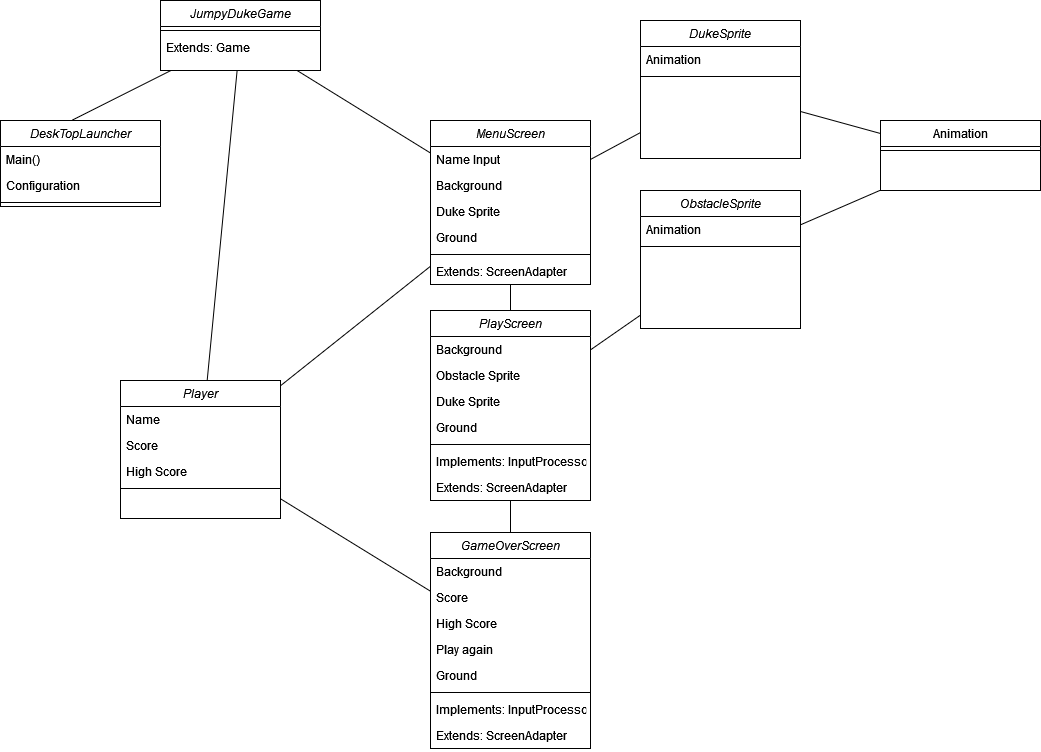 JumpyDukeGame
Extends: Game
DeskTopLauncher
Main()
Configuration
MenuScreen
Name Input
Background
Duke Sprite
Ground
Extends: ScreenAdapter
DukeSprite
Animation
Animation
ObstacleSprite
Animation
PlayScreen
Background
Obstacle Sprite
Duke Sprite
Ground
Implements: InputProcesso
Extends: ScreenAdapter
Player
Name
Score
High Score
GameOverScreen
Background
Score
High Score
Play again
Ground
Implements: InputProcesso
Extends: ScreenAdapter